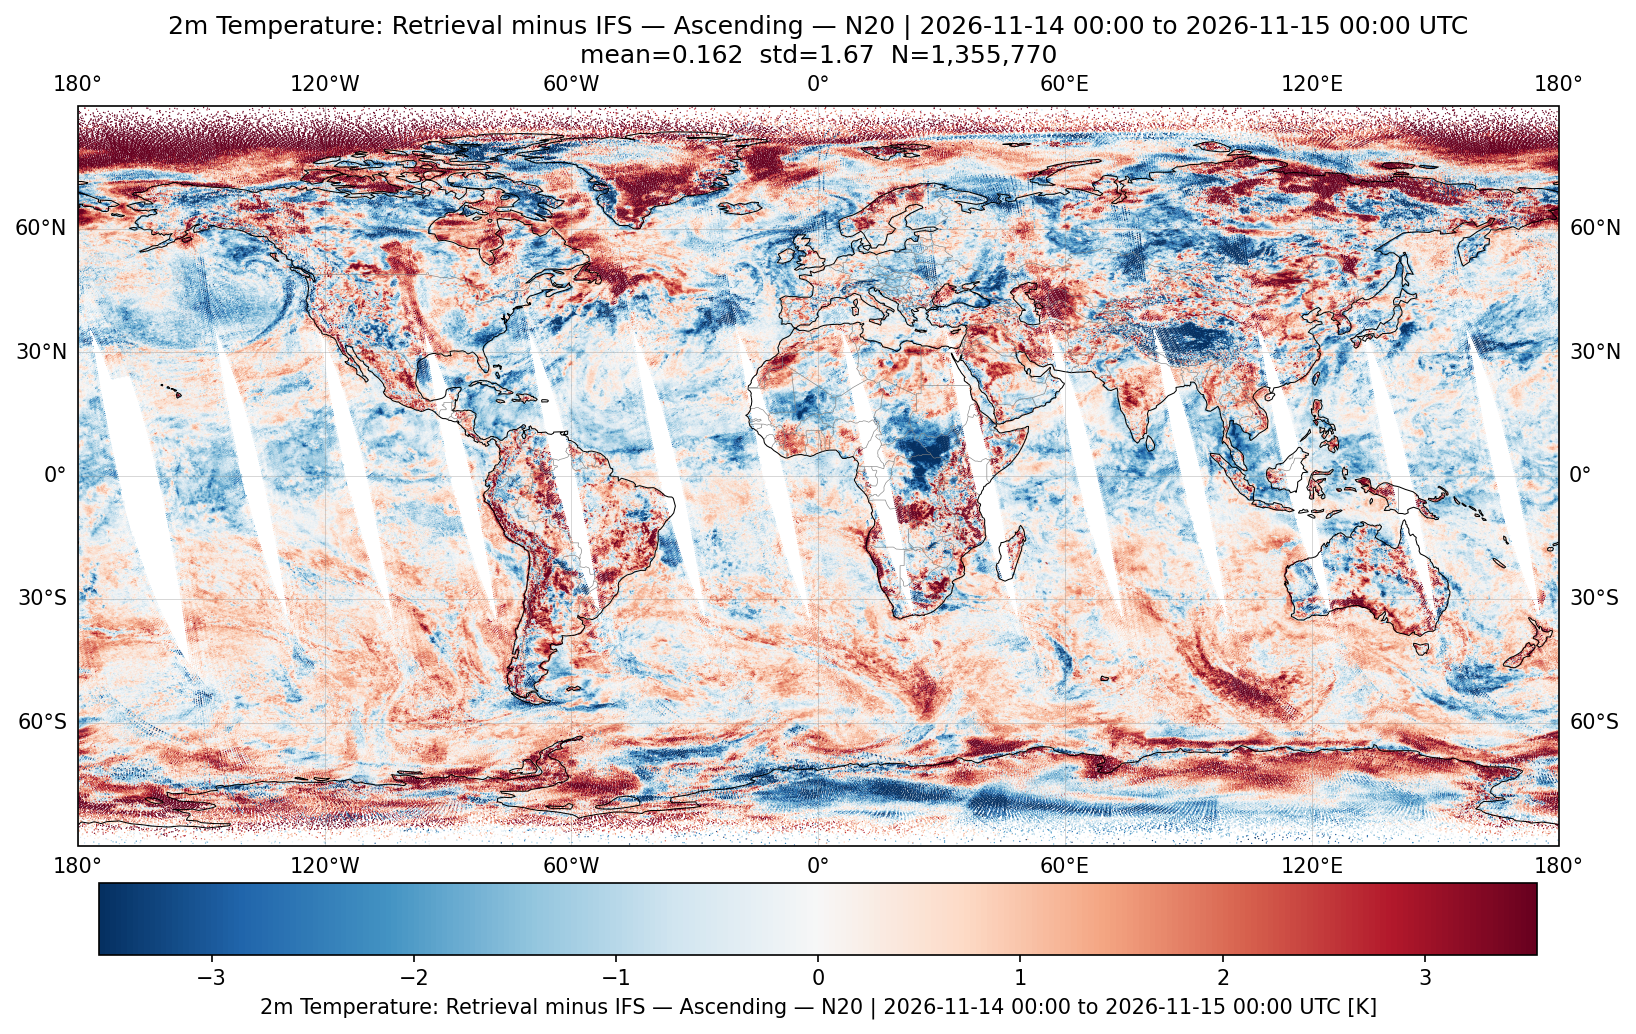 2m Temperature: Retrieval minus IFS — Ascending — N20 | 2026-11-14 00:00 to 2026-11-15 00:00 UTC
mean=0.162  std=1.67  N=1,355,770
180° 120°W 60°W 0° 60°E 120°E 180°
60°N 60°N
30°N 30°N
0° 0°
30°S 30°S
60°S 60°S
180° 120°W 60°W 0° 60°E 120°E 180°
−3 −2 −1 0 1 2 3
2m Temperature: Retrieval minus IFS — Ascending — N20 | 2026-11-14 00:00 to 2026-11-15 00:00 UTC [K]